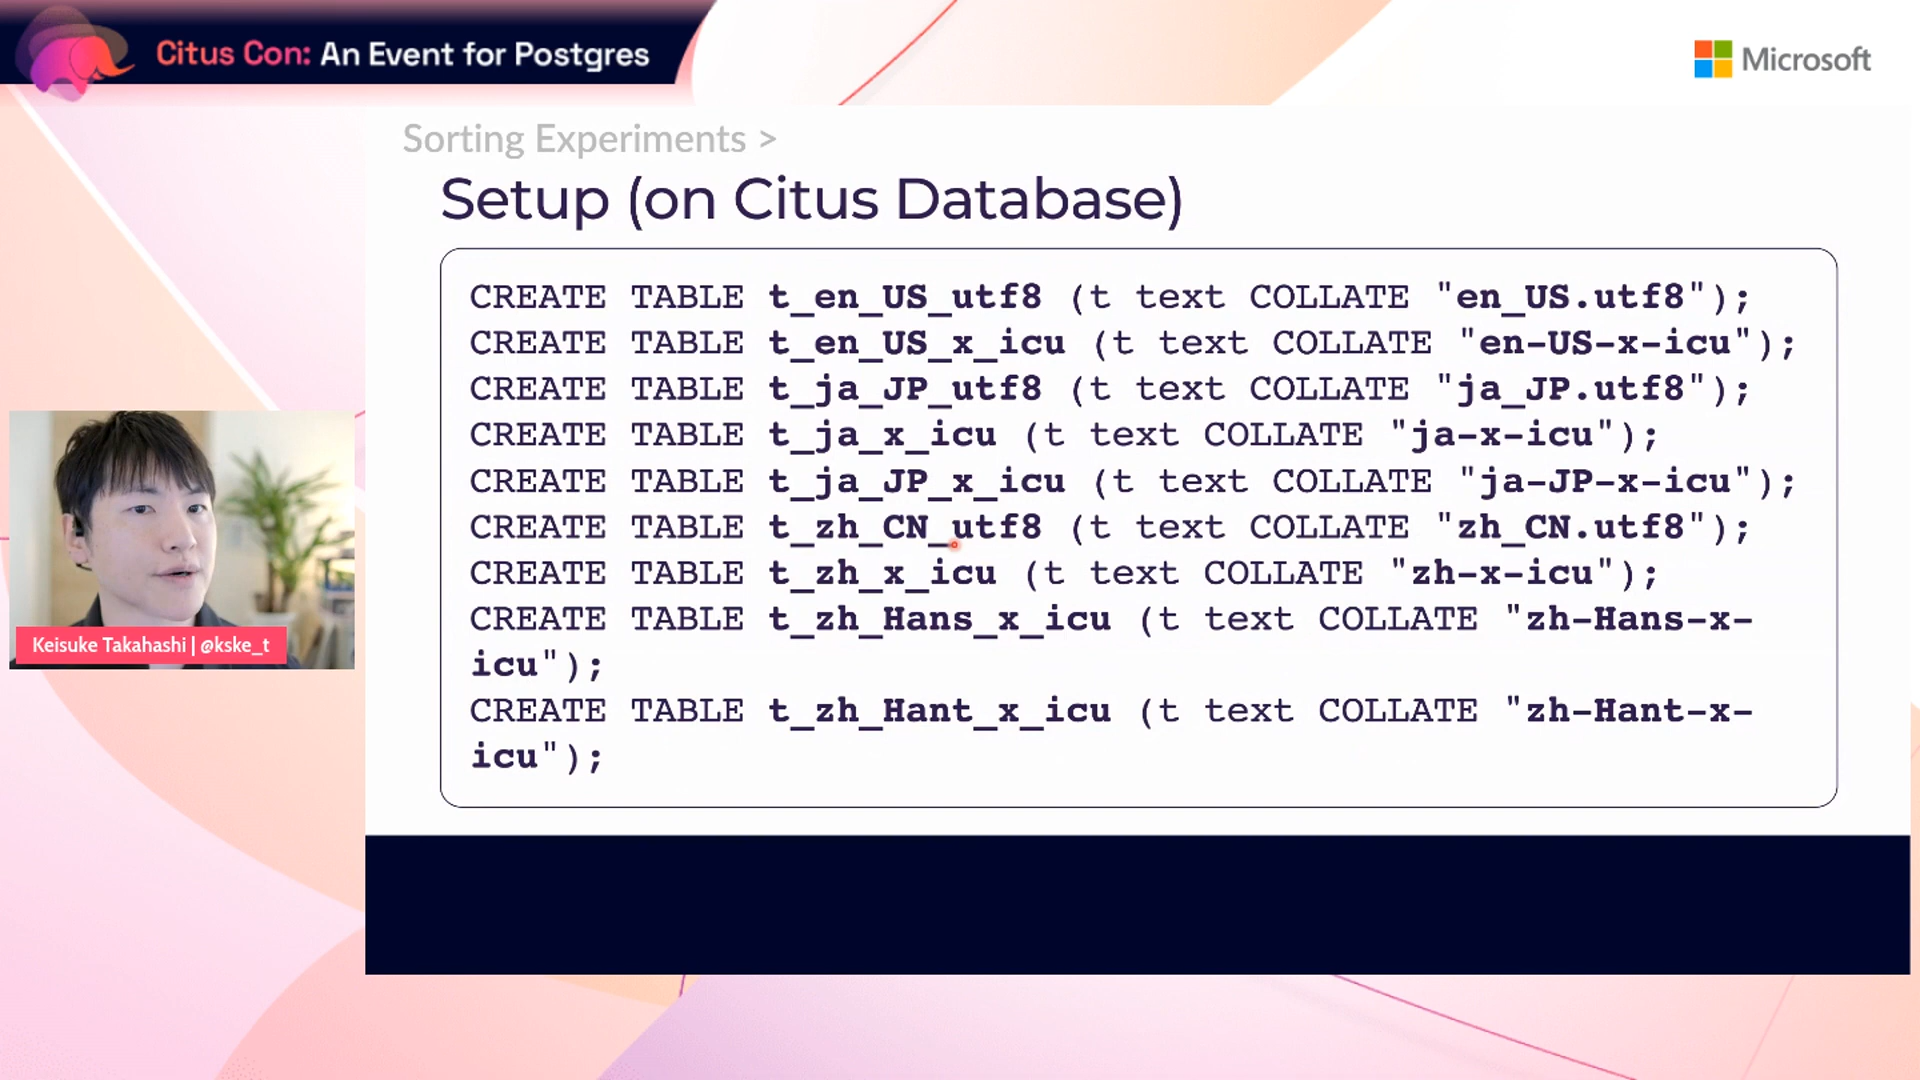 Citus Con: An Event for Postgres
Microsoft
Sorting Experiments >
Setup (on Citus Database)
CREATE TABLE t_en_US_utf8 (t text COLLATE "en_US.utf8");
CREATE TABLE t_en_US_x_icu (t text COLLATE "en-US-x-icu");
CREATE TABLE t_ja_JP_utf8 (t text COLLATE "ja_JP.utf8");
CREATE TABLE t_ja_x_icu (t text COLLATE "ja-x-icu");
CREATE TABLE t_ja_JP_x_icu (t text COLLATE "ja-JP-x-icu");
CREATE TABLE t_zh_CN_utf8 (t text COLLATE "zh_CN.utf8");
CREATE TABLE t_zh_x_icu (t text COLLATE "zh-x-icu");
CREATE TABLE t_zh_Hans_x_icu (t text COLLATE "zh-Hans-x-
icu");
CREATE TABLE t_zh_Hant_x_icu (t text COLLATE "zh-Hant-x-
icu");
Keisuke Takahashi | @kske_t